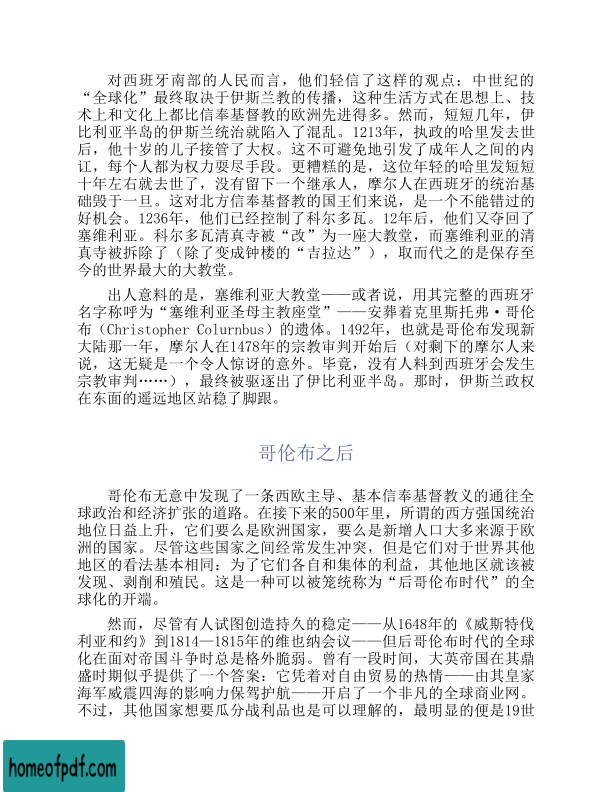 对西班牙南部的人民而言，他们轻信了这样的观点：中世纪的
“全球化”最终取决于伊斯兰教的传播，这种生活方式在思想上、技
术上和文化上都比信奉基督教的欧洲先进得多。然而，短短几年，伊
比利亚半岛的伊斯兰统治就陷入了混乱。1213年，执政的哈里发去世
后，他十岁的儿子接管了大权。这不可避免地引发了成年人之间的内
讧，每个人都为权力耍尽手段。更糟糕的是，这位年轻的哈里发短短
十年左右就去世了，没有留下一个继承人，摩尔人在西班牙的统治基
础毁于一旦。这对北方信奉基督教的国王们来说，是一个不能错过的
好机会。1236年，他们已经控制了科尔多瓦。12年后，他们又夺回了
塞维利亚。科尔多瓦清真寺被“改”为一座大教堂，而塞维利亚的清
真寺被拆除了（除了变成钟楼的“吉拉达”），取而代之的是保存至
今的世界最大的大教堂。
出人意料的是，塞维利亚大教堂——或者说，用其完整的西班牙
名字称呼为“塞维利亚圣母主教座堂”——安葬着克里斯托弗·哥伦
布（Christopher Colurnbus）的遗体。1492年，也就是哥伦布发现新
大陆那一年，摩尔人在1478年的宗教审判开始后（对剩下的摩尔人来
说，这无疑是一个令人惊讶的意外。毕竟，没有人料到西班牙会发生
宗教审判……），最终被驱逐出了伊比利亚半岛。那时，伊斯兰政权
在东面的遥远地区站稳了脚跟。
哥伦布之后
哥伦布无意中发现了一条西欧主导、基本信奉基督教教义的通往全
球政治和经济扩张的道路。在接下来的500年里，所谓的西方强国统治
地位日益上升，它们要么是欧洲国家，要么是新增人口大多来源于欧
洲的国家。尽管这些国家之间经常发生冲突，但是它们对于世界其他
地区的看法基本相同：为了它们各自和集体的利益，其他地区就该被
发现、剥削和殖民。这是一种可以被笼统称为“后哥伦布时代”的全
球化的开端。
然而，尽管有人试图创造持久的稳定——从1648年的《威斯特伐
利亚和约》到1814—1815年的维也纳会议——但后哥伦布时代的全球
化在面对帝国斗争时总是格外脆弱。曾有一段时间，大英帝国在其鼎
盛时期似乎提供了一个答案：它凭着对自由贸易的热情——由其皇家
海军威震四海的影响力保驾护航——开启了一个非凡的全球商业网。
不过，其他国家想要瓜分战利品也是可以理解的，最明显的便是19世
homeofpdf.com